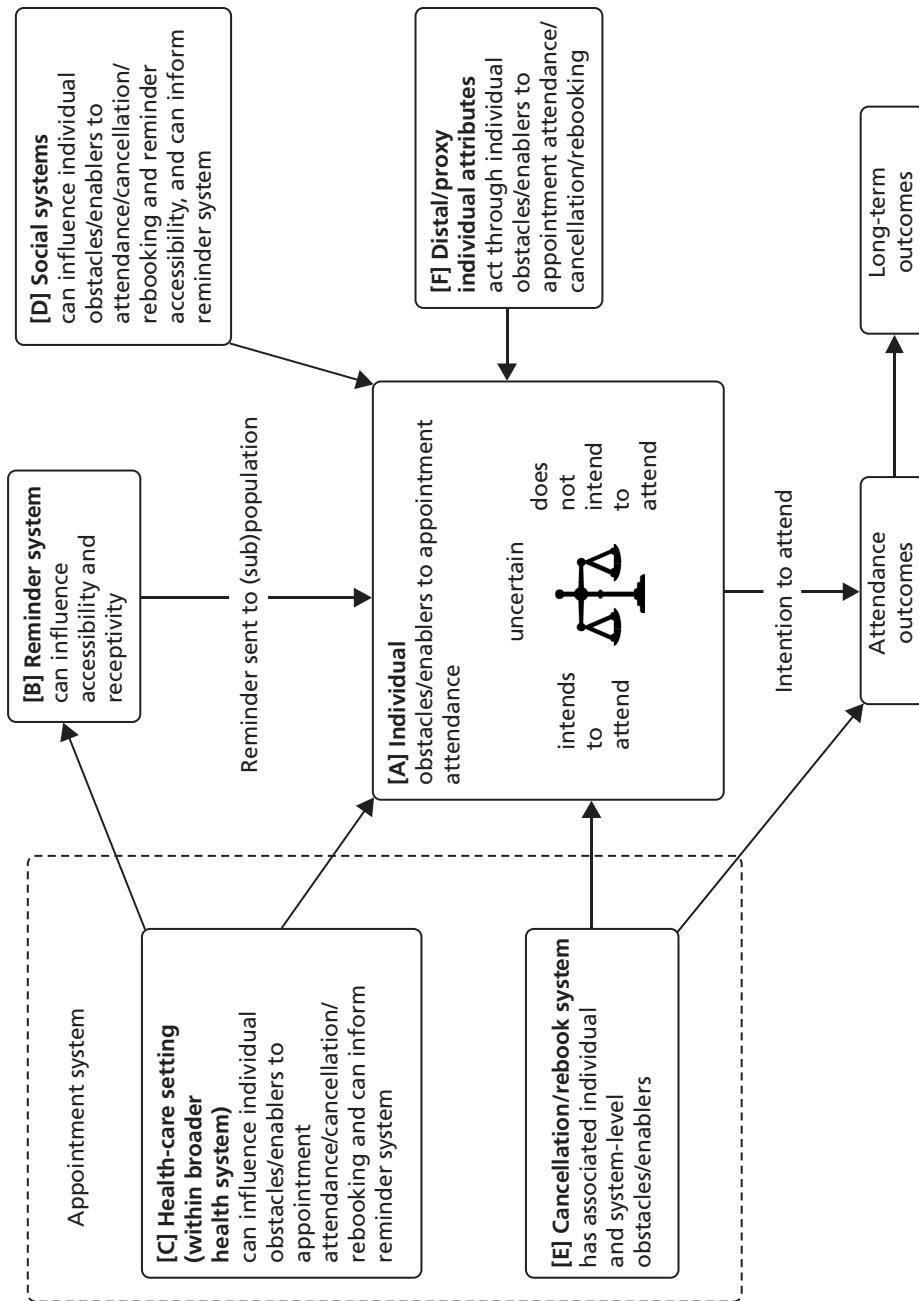 Appointment system
[C] Health-care setting
(within broader
health system)
can influence individual
obstacles/enablers to
appointment
attendance/cancellation/
rebooking and can inform
reminder system
[E] Cancellation/rebook system
has associated individual
and system-level
obstacles/enablers
[B] Reminder system
can influence
accessibility and
receptivity
Reminder sent to (sub)population
[A] Individual
obstacles/enablers to appointment
attendance
uncertain
intends
to
attend
does
not
intend
to
attend
Intention to attend
Attendance
outcomes
[D] Social systems
can influence individual
obstacles/enablers to
attendance/cancellation/
rebooking and reminder
accessibility, and can inform
reminder system
[F] Distal/proxy
individual attributes
act through individual
obstacles/enablers to
appointment attendance/
cancellation/rebooking
Long-term
outcomes